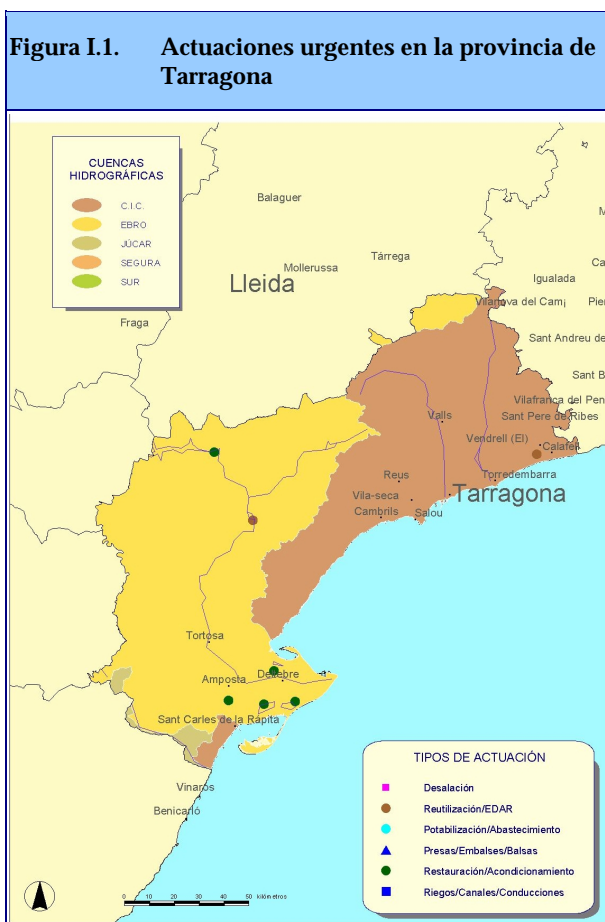 Figura I.1. Actuaciones urgentes en la provincia de
Tarragona
CUENCAS
HIDROGRÁFICAS
C.I.C.
EBRO
JÚCAR
SEGURA
SUR
Balaguer
Mollerussa
Tárrega
Lleida
Igualada
Vilanova del Camí
Fraga
Sant Andreu de
Sant B
Vilafranca del Pen
Sant Pere de Ribes
Valls
Vendrell (El)
Calafell
Reus
Torredembarra
Vila-seca
Tarragona
Cambrils
Salou
Tortosa
Amposta
Deltebre
Sant Carles de la Ràpita
Vinaròs
Benicarló
TIPOS DE ACTUACIÓN
Desalación
Reutilización/EDAR
Potabilización/Abastecimiento
Presas/Embalses/Balsas
Restauración/Acondicionamiento
Riegos/Canales/Conducciones
0 10 20 30 40 50 kilómetros